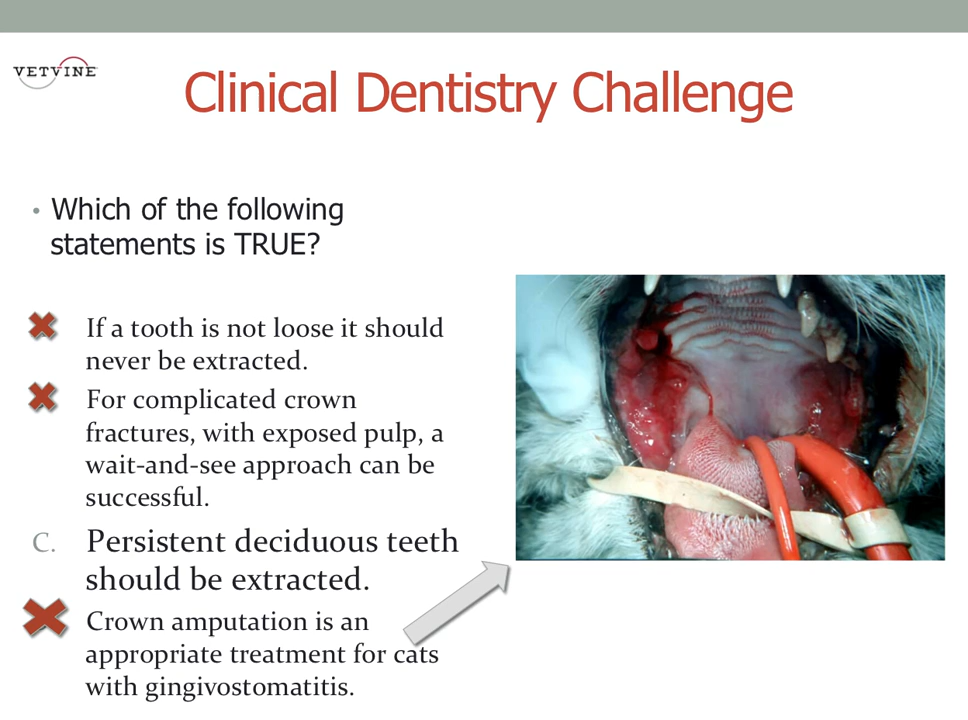 VETVINE
Clinical Dentistry Challenge
• Which of the following
statements is TRUE?
If a tooth is not loose it should
never be extracted.
For complicated crown
fractures, with exposed pulp, a
wait-and-see approach can be
successful.
C. Persistent deciduous teeth
should be extracted.
Crown amputation is an
appropriate treatment for cats
with gingivostomatitis.